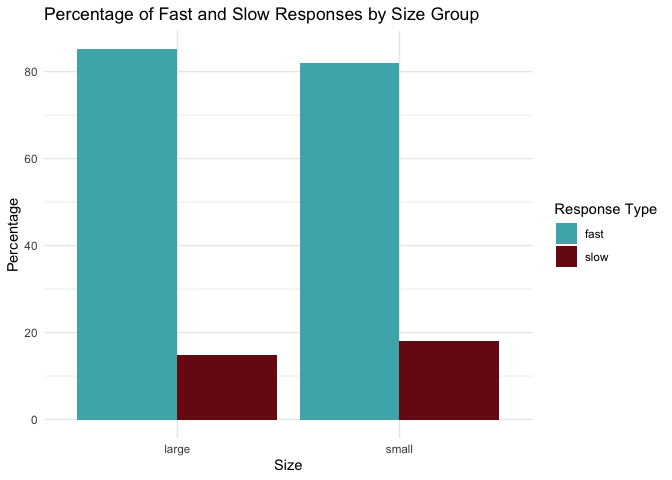 Percentage of Fast and Slow Responses by Size Group
Percentage
80
60
40
20
0
large
small
Size
Response Type
fast
slow